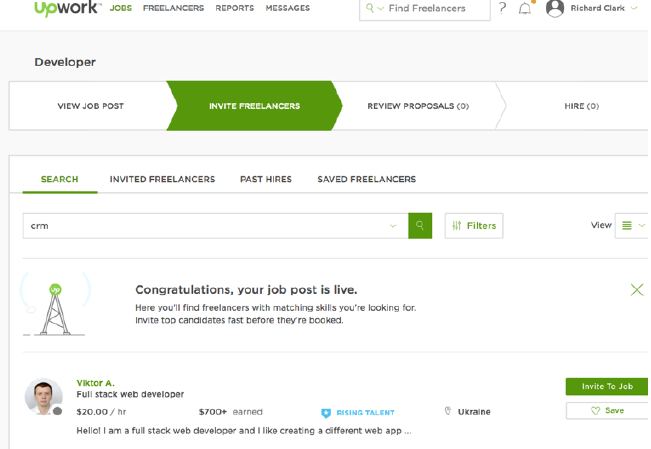 upwork™ JOBS FREELANCERS REPORTS MESSAGES Find Freelancers ? Richard Clark
Developer
VIEW JOB POST INVITE FREELANCERS REVIEW PROPOSALS (0) HIRE (0)
SEARCH INVITED FREELANCERS PAST HIRES SAVED FREELANCERS
crm Filters View
up
Congratulations, your job post is live.
Here you'll find freelancers with matching skills you're looking for.
Invite top candidates fast before they're booked.
Viktor A.
Full stack web developer
Invite To Job
$20.00 / hr $700+ earned RISING TALENT Ukraine
Save
Hello! I am a full stack web developer and I like creating a different web app ...